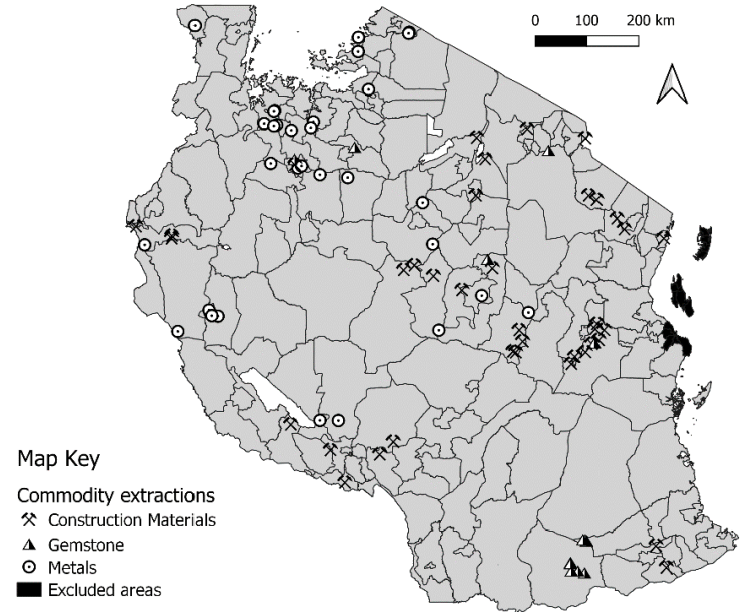 0 100 200 km
Map Key
Commodity extractions
Construction Materials
Gemstone
Metals
Excluded areas